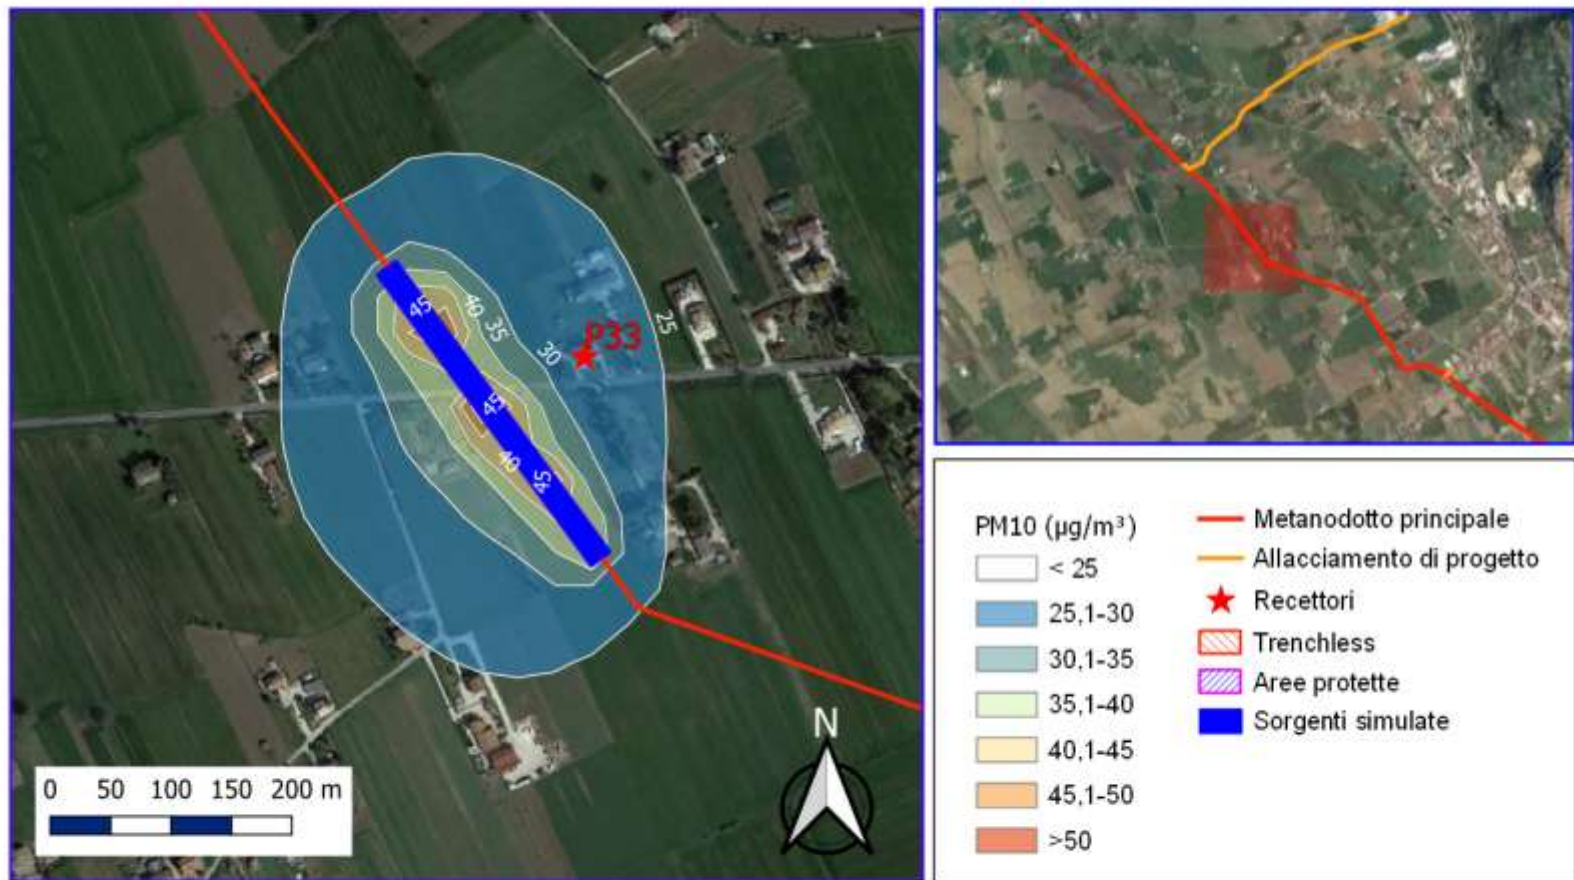 45
40
35
30
25
P33
45
40
45
N
0 50 100 150 200 m
PM10 (µg/m³)
< 25
25,1-30
30,1-35
35,1-40
40,1-45
45,1-50
>50
Metanodotto principale
Allacciamento di progetto
Recettori
Trenchless
Aree protette
Sorgenti simulate